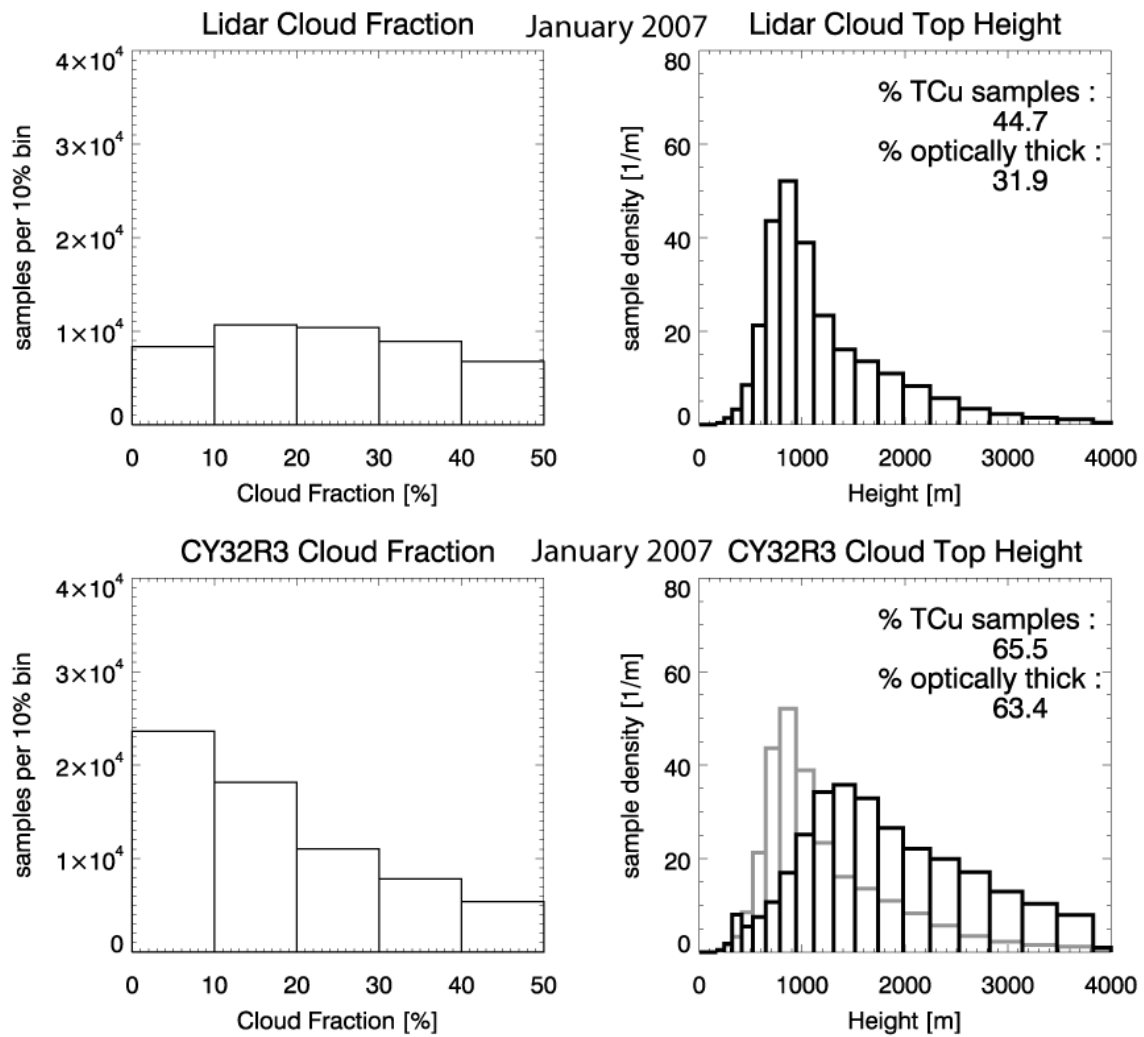 Lidar Cloud Fraction January 2007 Lidar Cloud Top Height
4×10⁴
3×10⁴
2×10⁴
1×10⁴
0
samples per 10% bin
0 10 20 30 40 50
Cloud Fraction [%]
80
60
40
20
0
sample density [1/m]
% TCu samples :
44.7
% optically thick :
31.9
0 1000 2000 3000 4000
Height [m]
CY32R3 Cloud Fraction January 2007 CY32R3 Cloud Top Height
4×10⁴
3×10⁴
2×10⁴
1×10⁴
0
samples per 10% bin
0 10 20 30 40 50
Cloud Fraction [%]
80
60
40
20
0
sample density [1/m]
% TCu samples :
65.5
% optically thick :
63.4
0 1000 2000 3000 4000
Height [m]